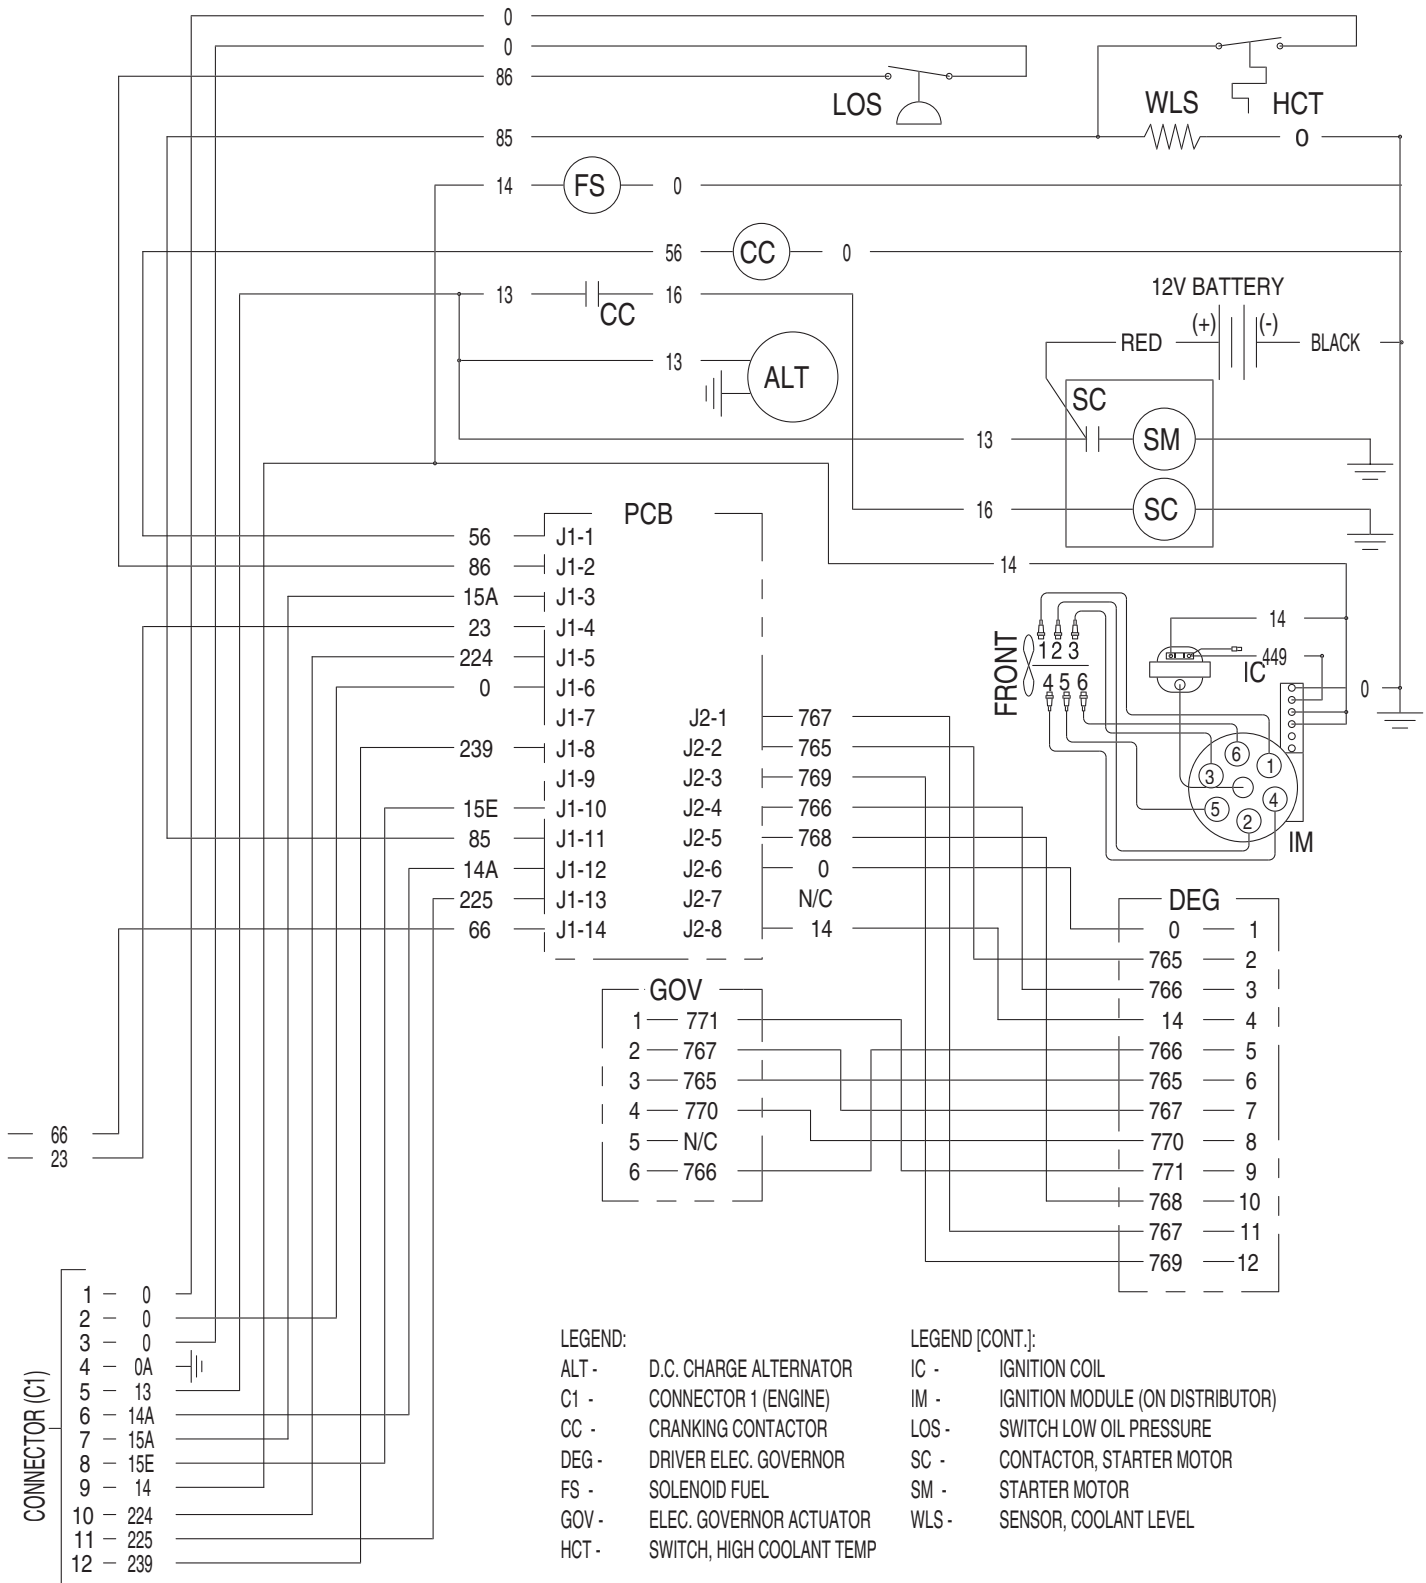 0
0
86
LOS
WLS
HCT
85
0
14
FS
0
56
CC
0
12V BATTERY
13
CC
16
(+)
(-)
RED
BLACK
13
ALT
SC
13
SM
16
SC
PCB
56
J1-1
86
J1-2
14
15A
J1-3
23
J1-4
14
224
J1-5
FRONT
1 2 3
449
IC
0
J1-6
4 5 6
0
J1-7
J2-1
767
239
J1-8
J2-2
765
6
1
J1-9
J2-3
769
3
15E
J1-10
J2-4
766
5
4
85
J1-11
J2-5
768
2
IM
14A
J1-12
J2-6
0
225
J1-13
J2-7
N/C
DEG
66
J1-14
J2-8
14
0 1
765 2
766 3
14 4
766 5
765 6
767 7
770 8
771 9
768 10
767 11
769 12
GOV
1 771
2 767
3 765
4 770
5 N/C
6 766
66
23
CONNECTOR (C1)
1 - 0
2 - 0
3 - 0
4 - 0A
5 - 13
6 - 14A
7 - 15A
8 - 15E
9 - 14
10 - 224
11 - 225
12 - 239
LEGEND:
ALT - D.C. CHARGE ALTERNATOR
C1 - CONNECTOR 1 (ENGINE)
CC - CRANKING CONTACTOR
DEG - DRIVER ELEC. GOVERNOR
FS - SOLENOID FUEL
GOV - ELEC. GOVERNOR ACTUATOR
HCT - SWITCH, HIGH COOLANT TEMP
LEGEND [CONT.]:
IC - IGNITION COIL
IM - IGNITION MODULE (ON DISTRIBUTOR)
LOS - SWITCH LOW OIL PRESSURE
SC - CONTACTOR, STARTER MOTOR
SM - STARTER MOTOR
WLS - SENSOR, COOLANT LEVEL